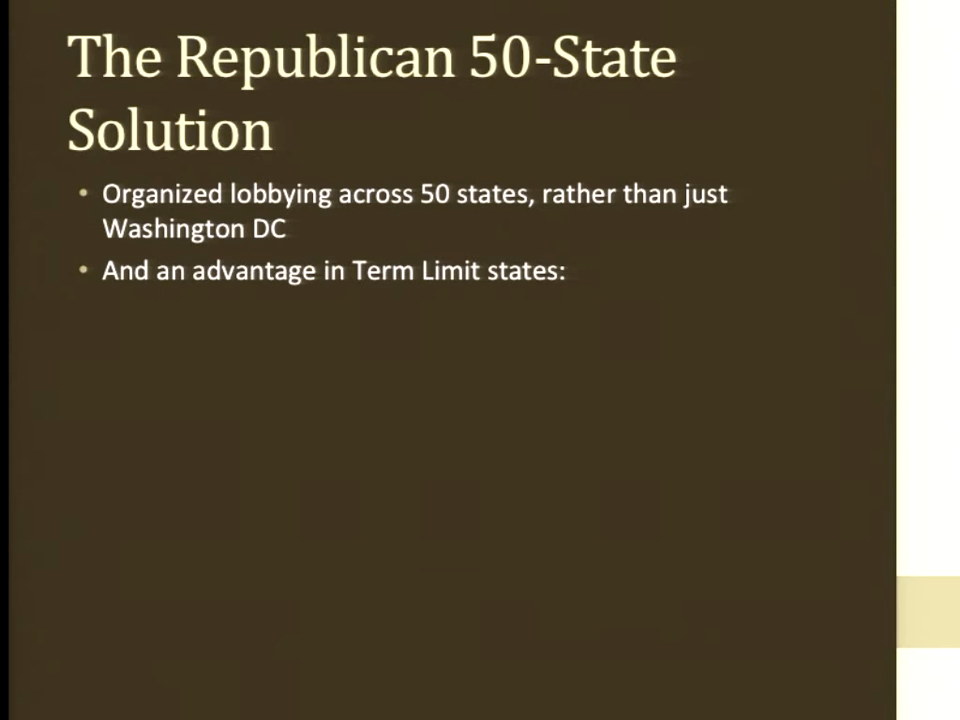 The Republican 50-State
Solution
• Organized lobbying across 50 states, rather than just
Washington DC
• And an advantage in Term Limit states: